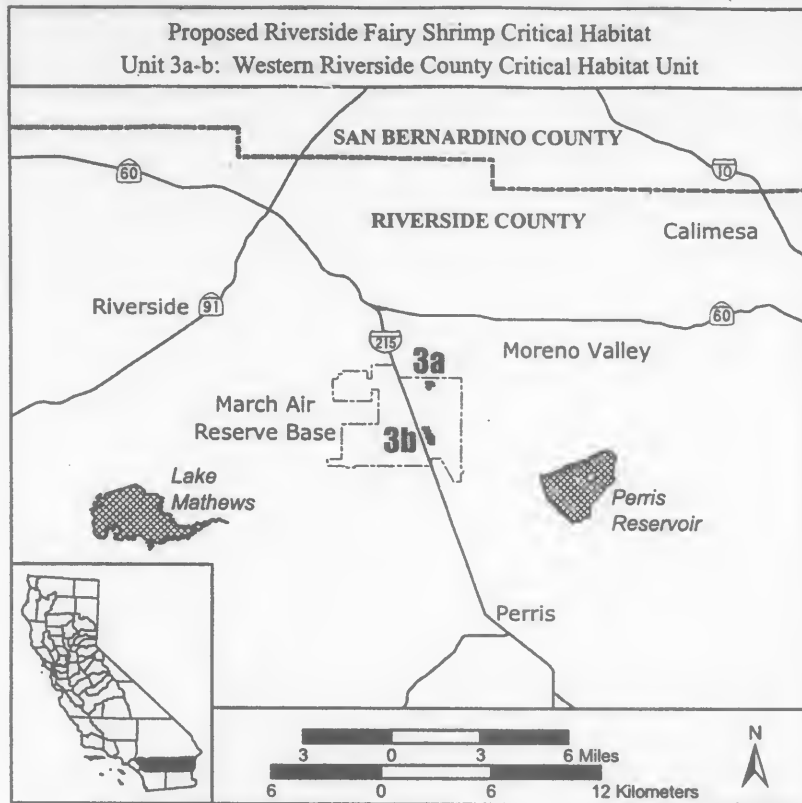 Proposed Riverside Fairy Shrimp Critical Habitat
Unit 3a-b: Western Riverside County Critical Habitat Unit
SAN BERNARDINO COUNTY
60
10
RIVERSIDE COUNTY
Calimesa
Riverside
91
60
215
Moreno Valley
3a
March Air
Reserve Base
3b
Lake
Mathews
Perris
Reservoir
Perris
N
3 0 3 6 Miles
6 0 6 12 Kilometers